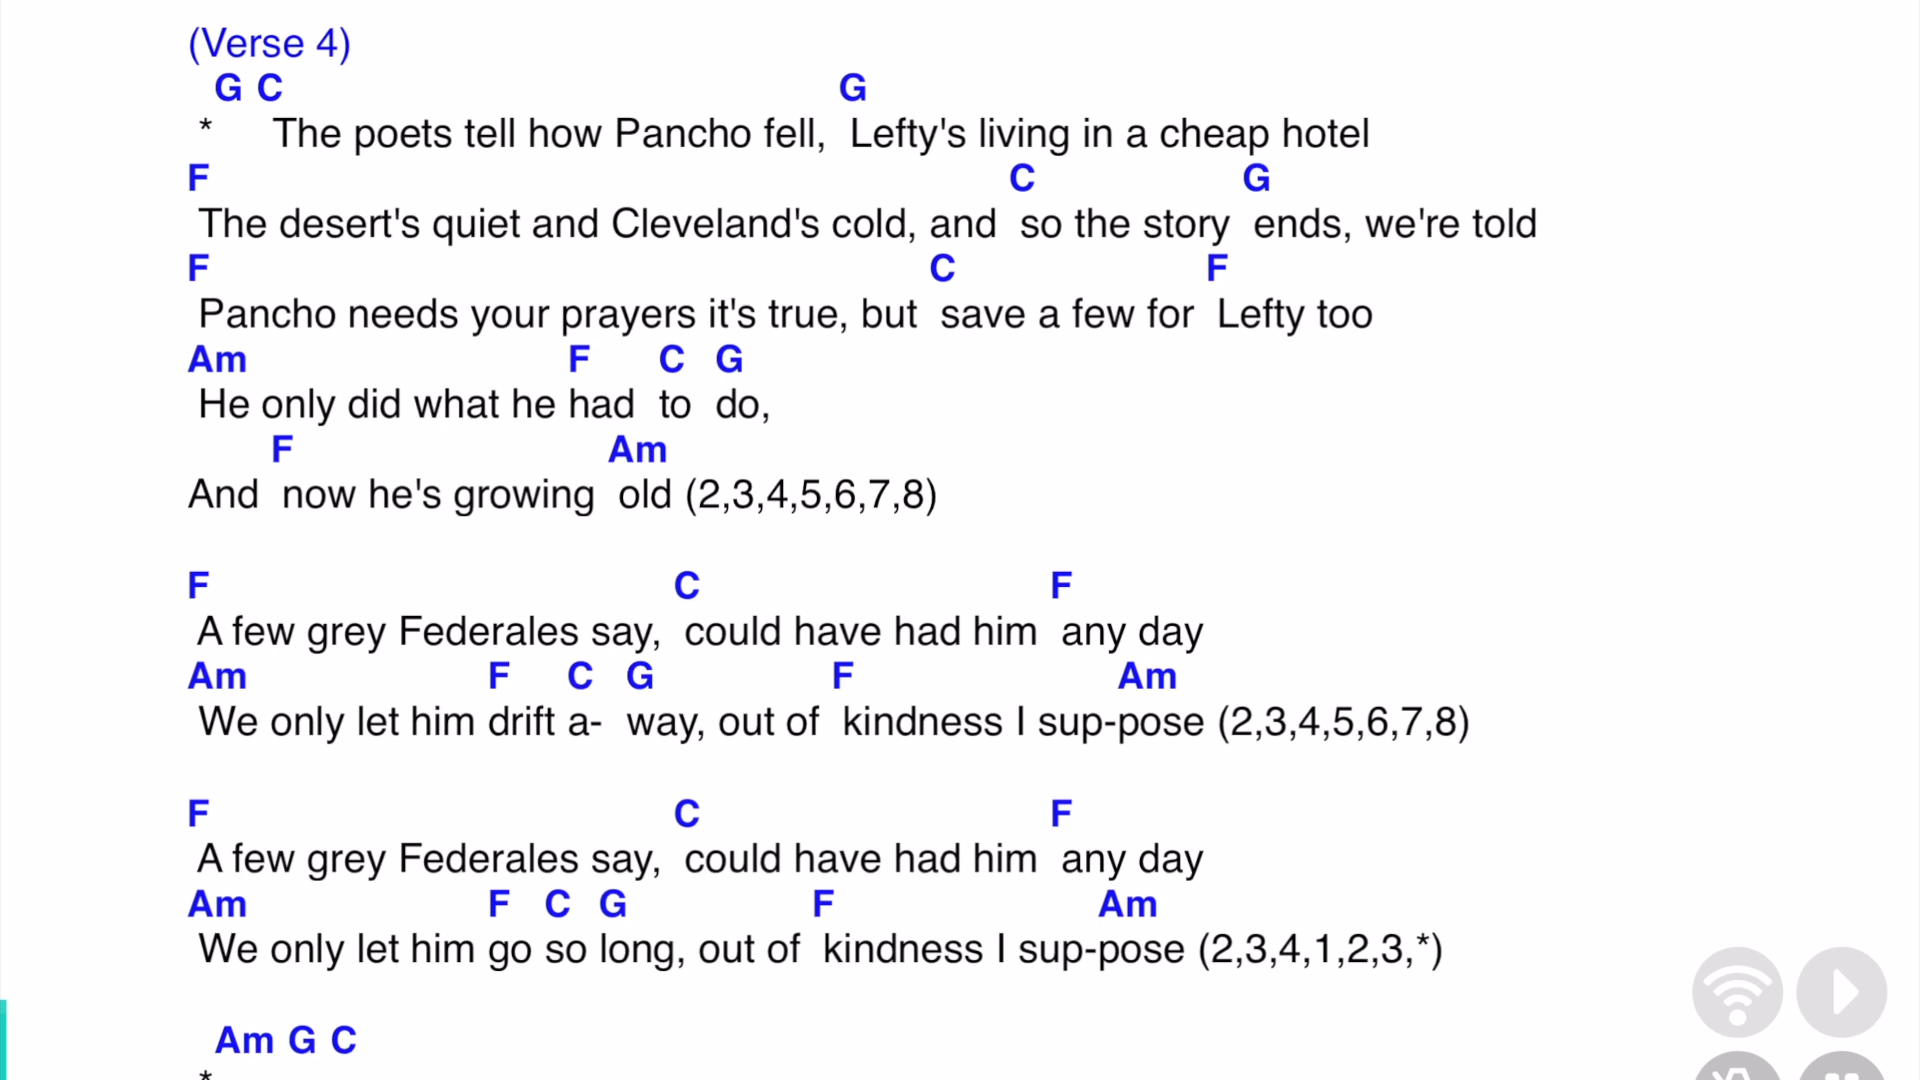 (Verse 4)
G C G
* The poets tell how Pancho fell, Lefty's living in a cheap hotel
F C G
The desert's quiet and Cleveland's cold, and so the story ends, we're told
F C F
Pancho needs your prayers it's true, but save a few for Lefty too
Am F C G
He only did what he had to do,
F Am
And now he's growing old (2,3,4,5,6,7,8)
F C F
A few grey Federales say, could have had him any day
Am F C G F Am
We only let him drift a- way, out of kindness I sup-pose (2,3,4,5,6,7,8)
F C F
A few grey Federales say, could have had him any day
Am F C G F Am
We only let him go so long, out of kindness I sup-pose (2,3,4,1,2,3,*)
Am G C
*